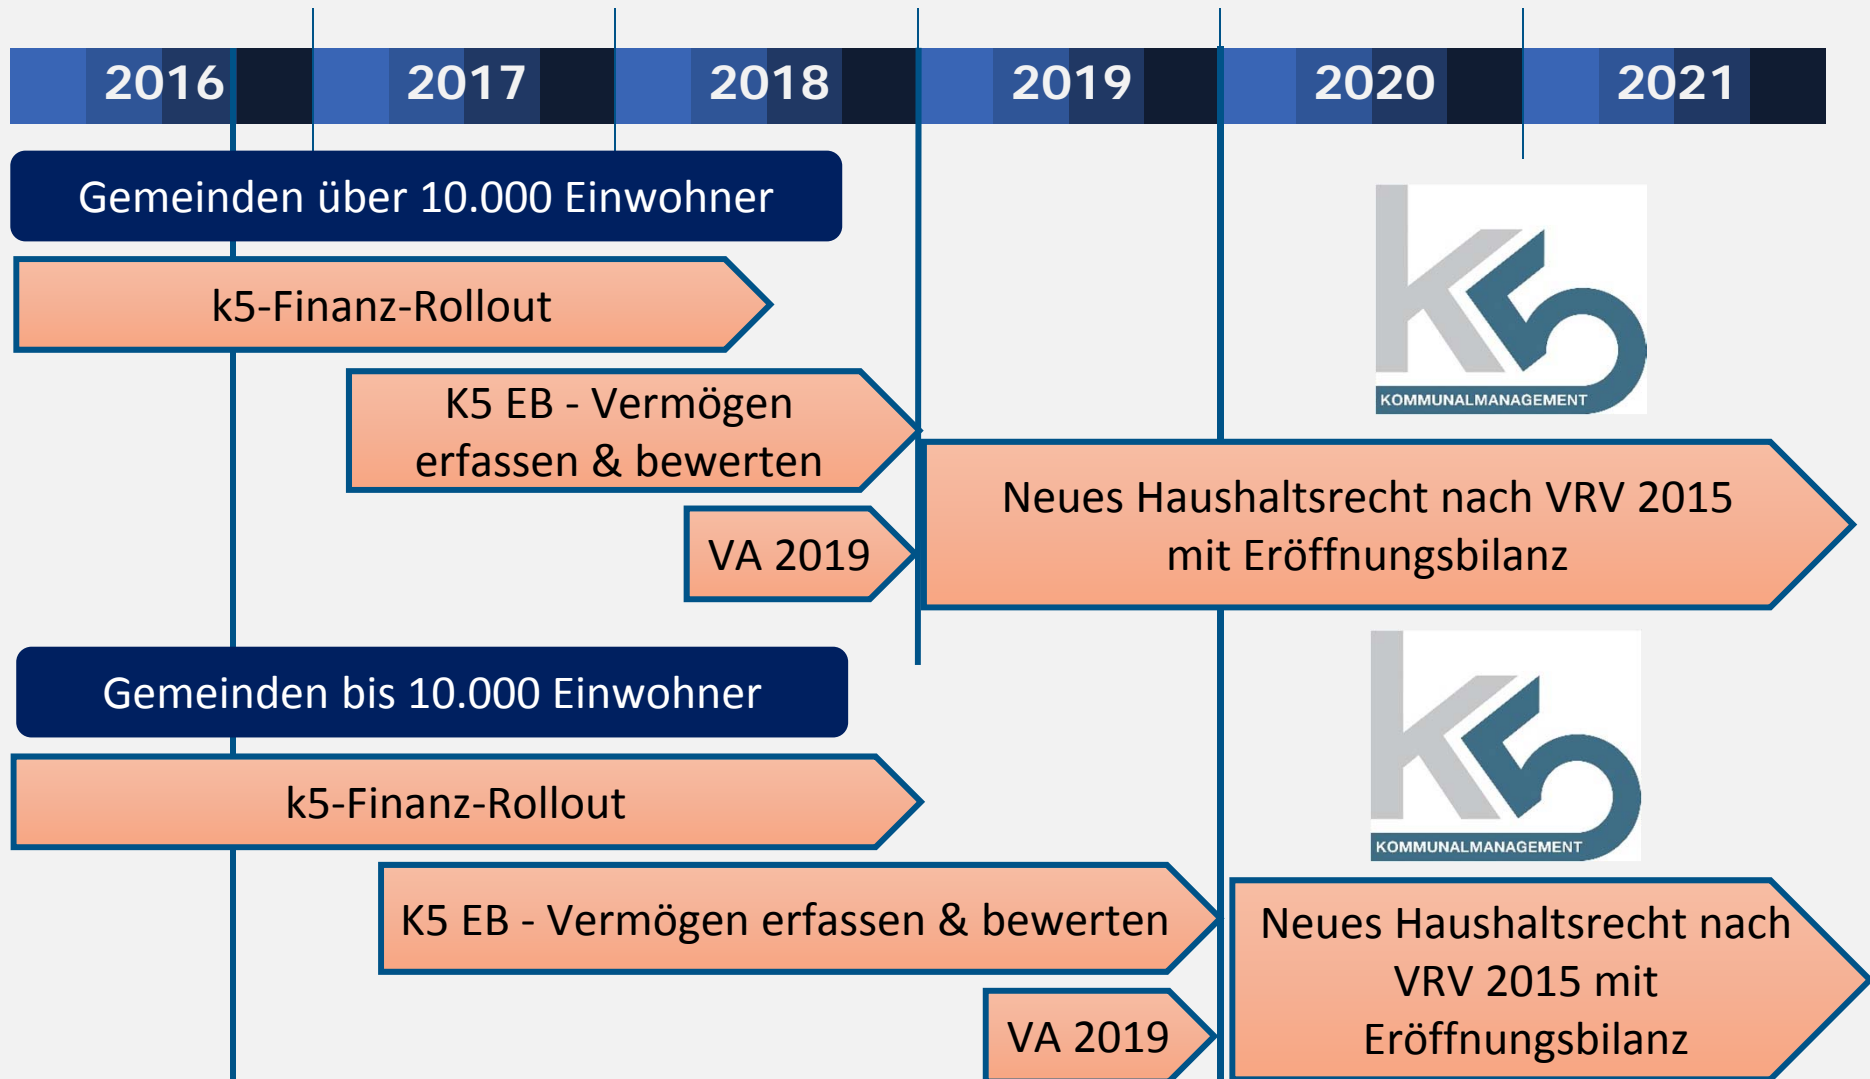 2016 2017 2018 2019 2020 2021
Gemeinden über 10.000 Einwohner
k5-Finanz-Rollout
K5
KOMMUNALMANAGEMENT
K5 EB - Vermögen
erfassen & bewerten
Neues Haushaltsrecht nach VRV 2015
mit Eröffnungsbilanz
VA 2019
Gemeinden bis 10.000 Einwohner
k5-Finanz-Rollout
K5
KOMMUNALMANAGEMENT
K5 EB - Vermögen erfassen & bewerten
Neues Haushaltsrecht nach
VRV 2015 mit
Eröffnungsbilanz
VA 2019